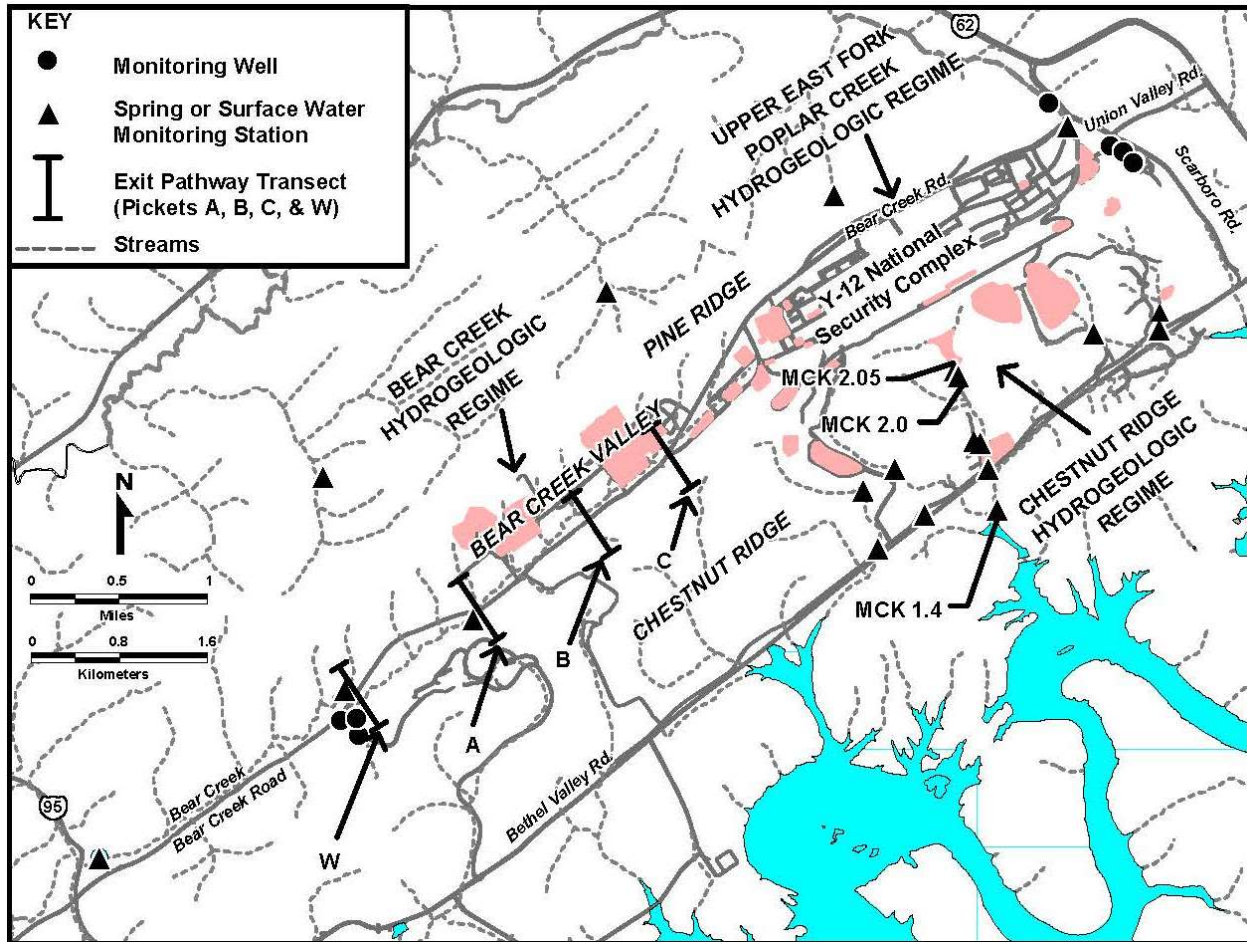 KEY
Monitoring Well
Spring or Surface Water
Monitoring Station
Exit Pathway Transect
(Pickets A, B, C, & W)
Streams
62
UPPER EAST FORK
POPLAR CREEK
HYDROGEOLOGIC REGIME
Union Valley Rd.
Scarboro Rd.
Bear Creek Rd.
Y-12 National
Security Complex
PINE RIDGE
BEAR CREEK
HYDROGEOLOGIC
REGIME
BEAR CREEK VALLEY
MCK 2.05
MCK 2.0
CHESTNUT RIDGE
HYDROGEOLOGIC
REGIME
N
0 0.5 1
Miles
0 0.8 1.6
Kilometers
C
CHESTNUT RIDGE
MCK 1.4
B
A
W
Bethel Valley Rd.
Bear Creek
Bear Creek Road
95